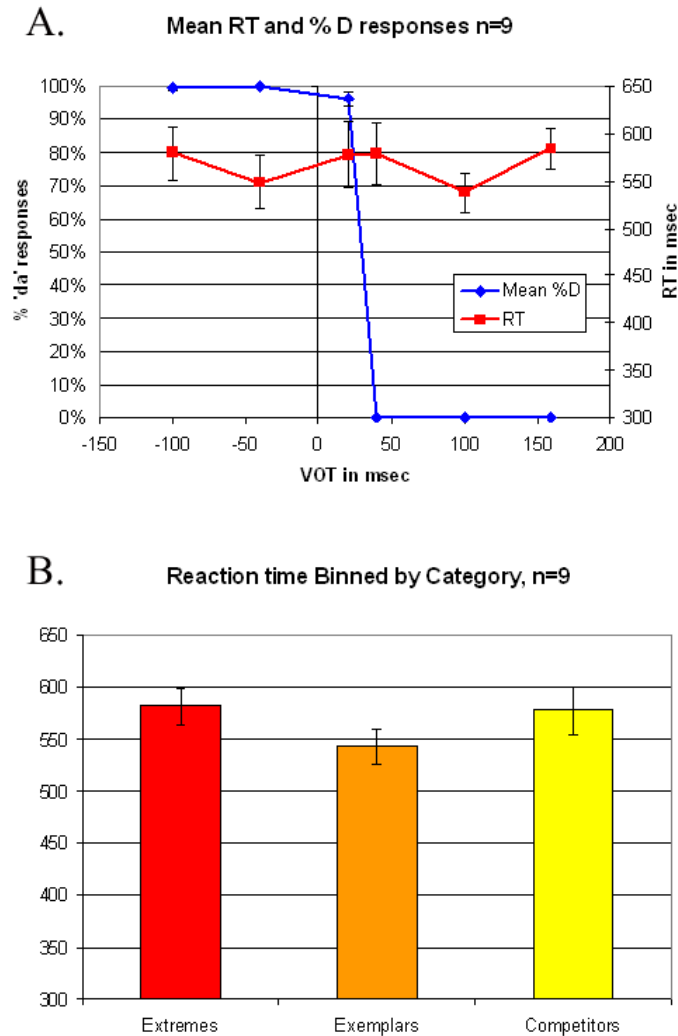 A.
Mean RT and % D responses n=9
100%
90%
80%
70%
60%
50%
40%
30%
20%
10%
0%
% 'da' responses
650
600
550
500
450
400
350
300
RT in msec
Mean %D
RT
-150 -100 -50 0 50 100 150 200
VOT in msec
B.
Reaction time Binned by Category, n=9
650
600
550
500
450
400
350
300
Extremes Exemplars Competitors